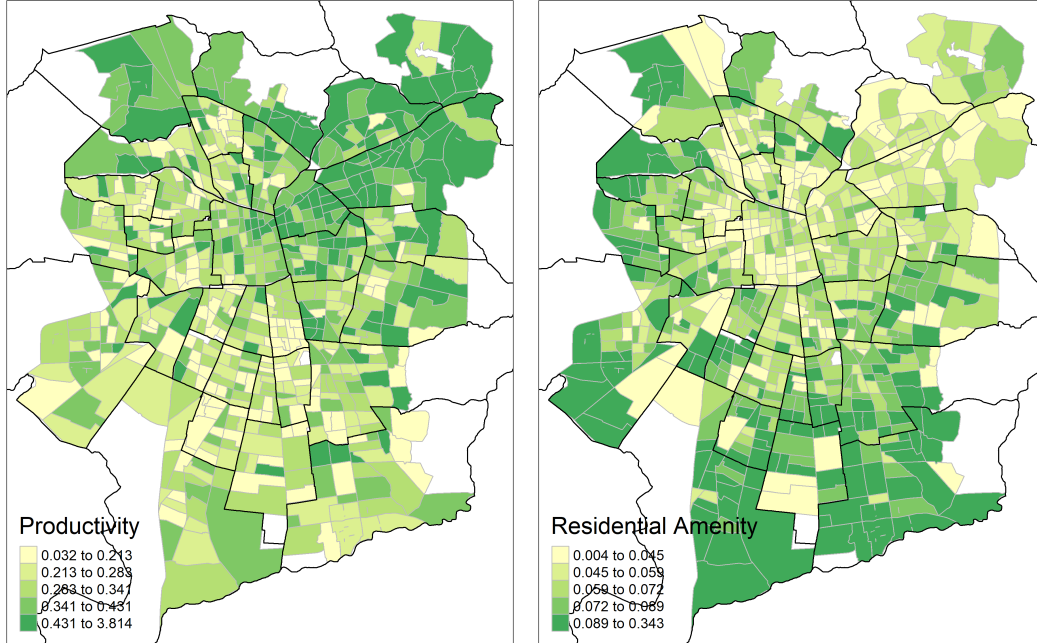 Productivity
0.032 to 0.213
0.213 to 0.283
0.283 to 0.341
0.341 to 0.431
0.431 to 3.814
Residential Amenity
0.004 to 0.045
0.045 to 0.059
0.059 to 0.072
0.072 to 0.089
0.089 to 0.343